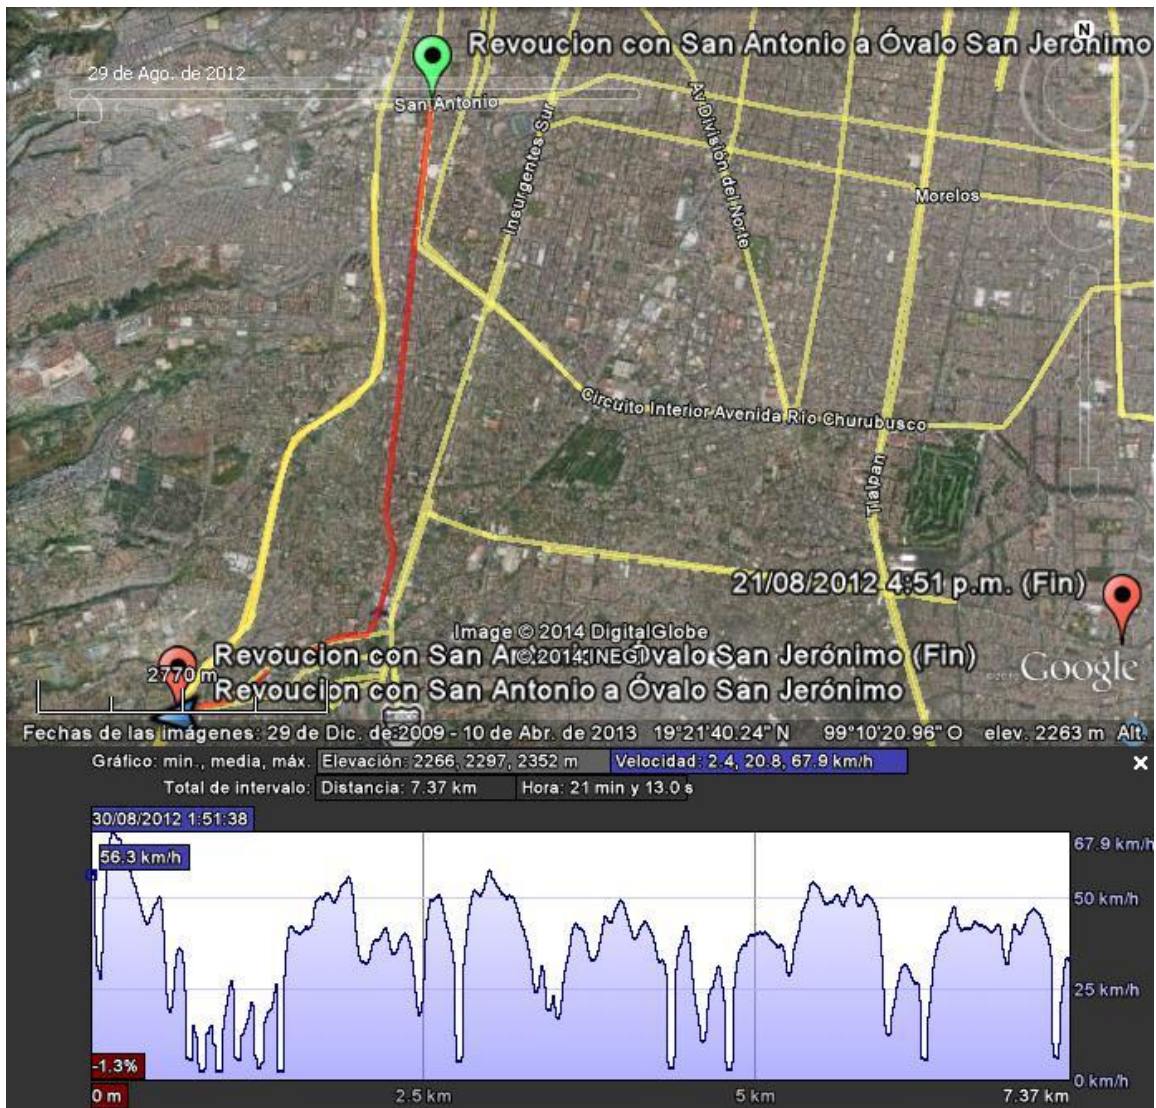 N
Revoucion con San Antonio a Óvalo San Jerónimo
29 de Ago. de 2012
San Antonio
Insurgentes Sur
Av División del Norte
Morelos
Circuito Interior Avenida Río Churubusco
Tlalpan
21/08/2012 4:51 p.m. (Fin)
Image © 2014 DigitalGlobe
© 2014 INEGI
Revoucion con San Antonio a Óvalo San Jerónimo (Fin)
2770 m
Google
Revoucion con San Antonio a Óvalo San Jerónimo
Fechas de las imágenes: 29 de Dic. de 2009 - 10 de Abr. de 2013 19°21'40.24" N 99°10'20.96" O elev. 2263 m Alt.
Gráfico: min., media, máx. Elevación: 2266, 2297, 2352 m Velocidad: 2.4, 20.8, 67.9 km/h
Total de intervalo: Distancia: 7.37 km Hora: 21 min y 13.0 s
30/08/2012 1:51:38
67.9 km/h
56.3 km/h
50 km/h
25 km/h
-1.3%
0 km/h
0 m 2.5 km 5 km 7.37 km